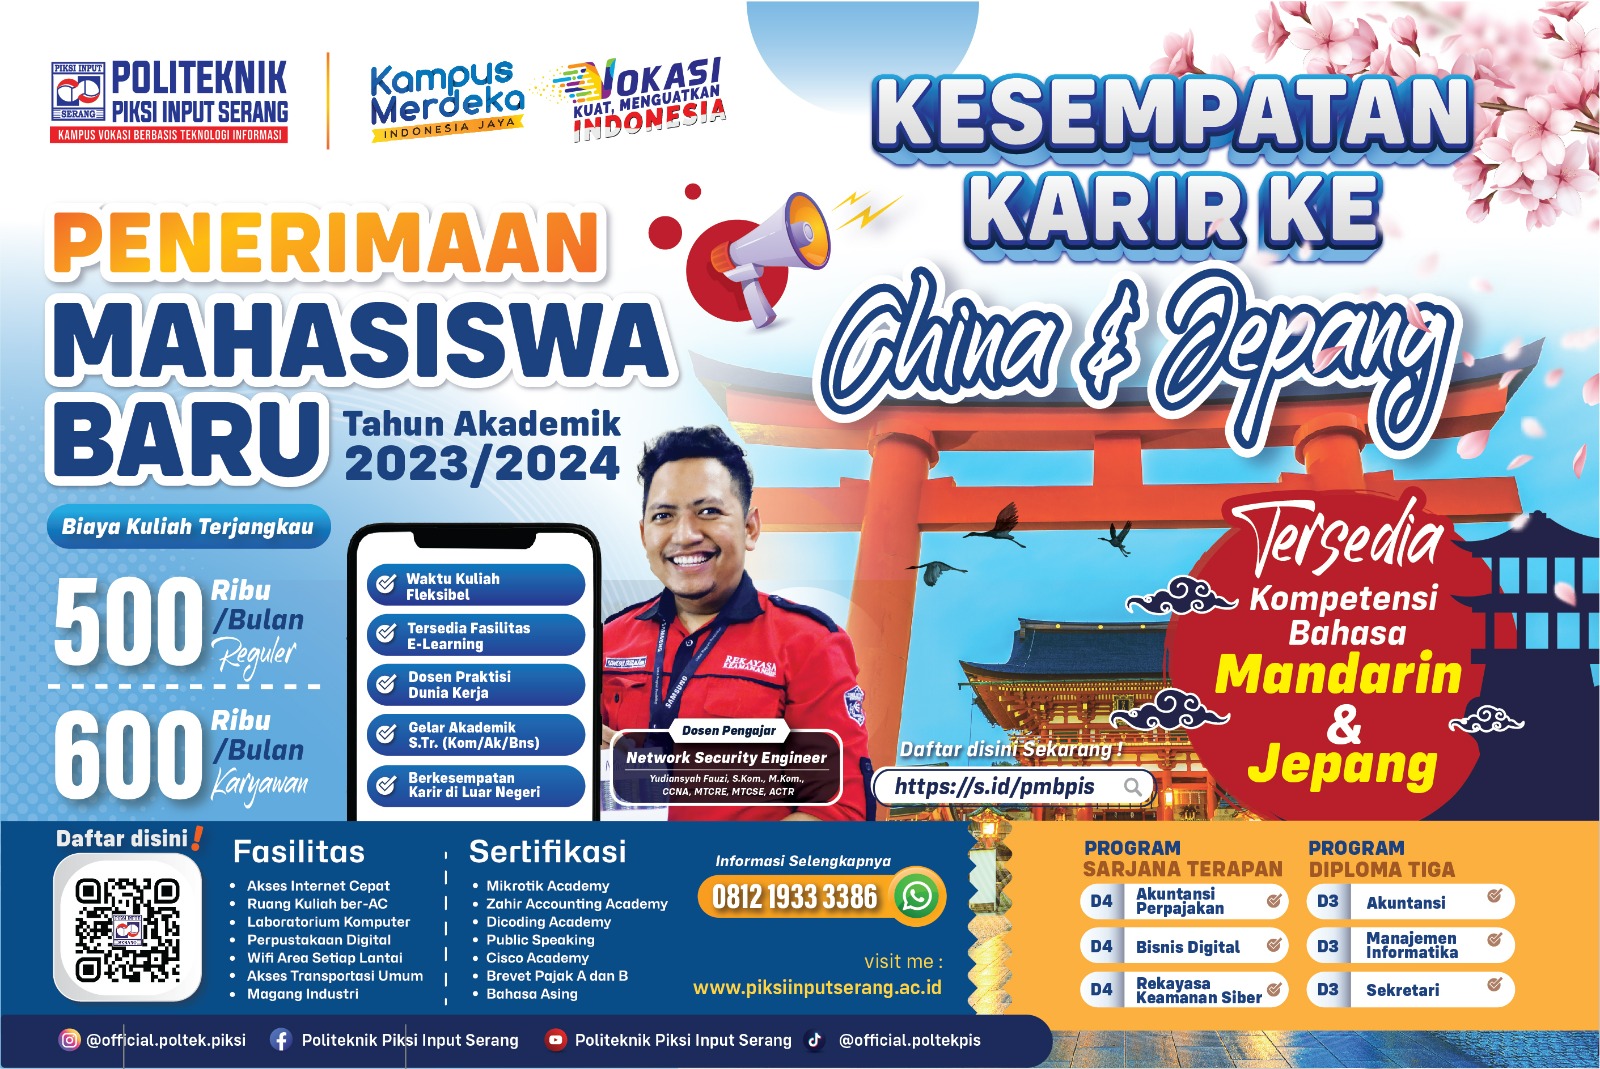 PIKSI INPUT
SERANG
POLITEKNIK
PIKSI INPUT SERANG
KAMPUS VOKASI BERBASIS TEKNOLOGI INFORMASI
Kampus
Merdeka
INDONESIA JAYA
VOKASI
KUAT, MENGUATKAN
INDONESIA
PENERIMAAN
MAHASISWA
BARU
Tahun Akademik
2023/2024
Biaya Kuliah Terjangkau
500 Ribu
/Bulan
Reguler
600 Ribu
/Bulan
Karyawan
Waktu Kuliah
Fleksibel
Tersedia Fasilitas
E-Learning
Dosen Praktisi
Dunia Kerja
Gelar Akademik
S.Tr. (Kom/Ak/Bns)
Berkesempatan
Karir di Luar Negeri
REKAYASA
KEAMANAN
SAMSUNG
Dosen Pengajar
Network Security Engineer
Yudiansyah Fauzi, S.Kom., M.Kom.,
CCNA, MTCRE, MTCSE, ACTR
KESEMPATAN
KARIR KE
China & Jepang
Tersedia
Kompetensi
Bahasa
Mandarin
&
Jepang
Daftar disini Sekarang !
https://s.id/pmbpis
Daftar disini!
Fasilitas
• Akses Internet Cepat
• Ruang Kuliah ber-AC
• Laboratorium Komputer
• Perpustakaan Digital
• Wifi Area Setiap Lantai
• Akses Transportasi Umum
• Magang Industri
Sertifikasi
• Mikrotik Academy
• Zahir Accounting Academy
• Dicoding Academy
• Public Speaking
• Cisco Academy
• Brevet Pajak A dan B
• Bahasa Asing
Informasi Selengkapnya
0812 1933 3386
visit me :
www.piksiinputserang.ac.id
PROGRAM
SARJANA TERAPAN
D4 Akuntansi
Perpajakan
D4 Bisnis Digital
D4 Rekayasa
Keamanan Siber
PROGRAM
DIPLOMA TIGA
D3 Akuntansi
D3 Manajemen
Informatika
D3 Sekretari
@official.poltek.piksi
Politeknik Piksi Input Serang
Politeknik Piksi Input Serang
@official.poltekpis